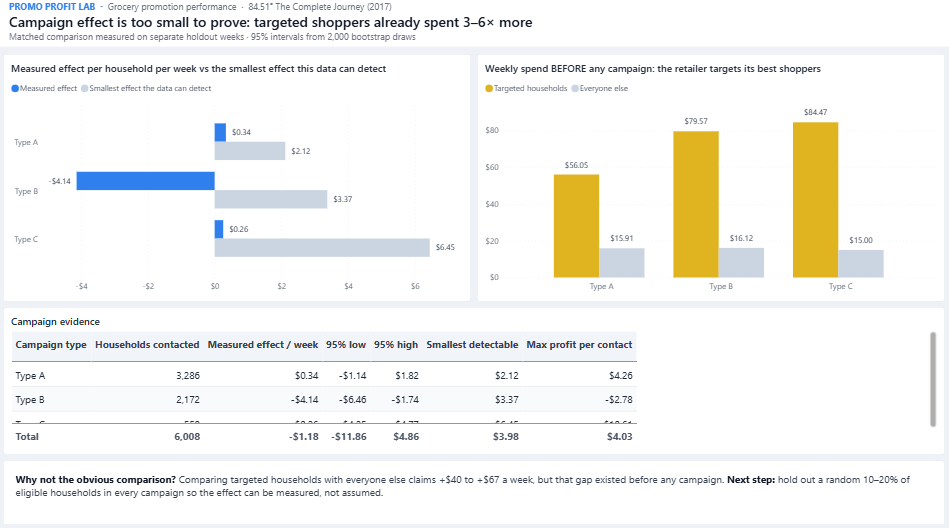 PROMO PROFIT LAB · Grocery promotion performance · 84.51° The Complete Journey (2017)
Campaign effect is too small to prove: targeted shoppers already spent 3–6× more
Matched comparison measured on separate holdout weeks · 95% intervals from 2,000 bootstrap draws
Measured effect per household per week vs the smallest effect this data can detect
Measured effect Smallest effect the data can detect
Type A
$0.34
$2.12
Type B
-$4.14
$3.37
Type C
$0.26
$6.45
-$4 -$2 $0 $2 $4 $6
Weekly spend BEFORE any campaign: the retailer targets its best shoppers
Targeted households Everyone else
$80
$60
$40
$20
$0
$56.05
$15.91
$79.57
$16.12
$84.47
$15.00
Type A Type B Type C
Campaign evidence
Campaign type Households contacted Measured effect / week 95% low 95% high Smallest detectable Max profit per contact
Type A 3,286 $0.34 -$1.14 $1.82 $2.12 $4.26
Type B 2,172 -$4.14 -$6.46 -$1.74 $3.37 -$2.78
Total 6,008 -$1.18 -$11.86 $4.86 $3.98 $4.03
Why not the obvious comparison? Comparing targeted households with everyone else claims +$40 to +$67 a week, but that gap existed before any campaign. Next step: hold out a random 10–20% of
eligible households in every campaign so the effect can be measured, not assumed.